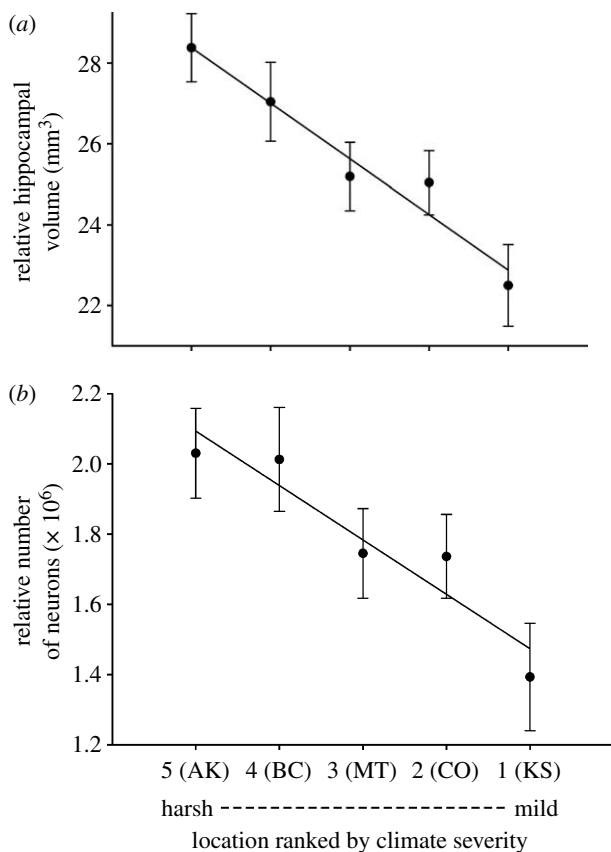 (a)
relative hippocampal
volume (mm³)
28
26
24
22
(b)
relative number
of neurons (× 10⁶)
2.2
2.0
1.8
1.6
1.4
1.2
5 (AK) 4 (BC) 3 (MT) 2 (CO) 1 (KS)
harsh mild
location ranked by climate severity